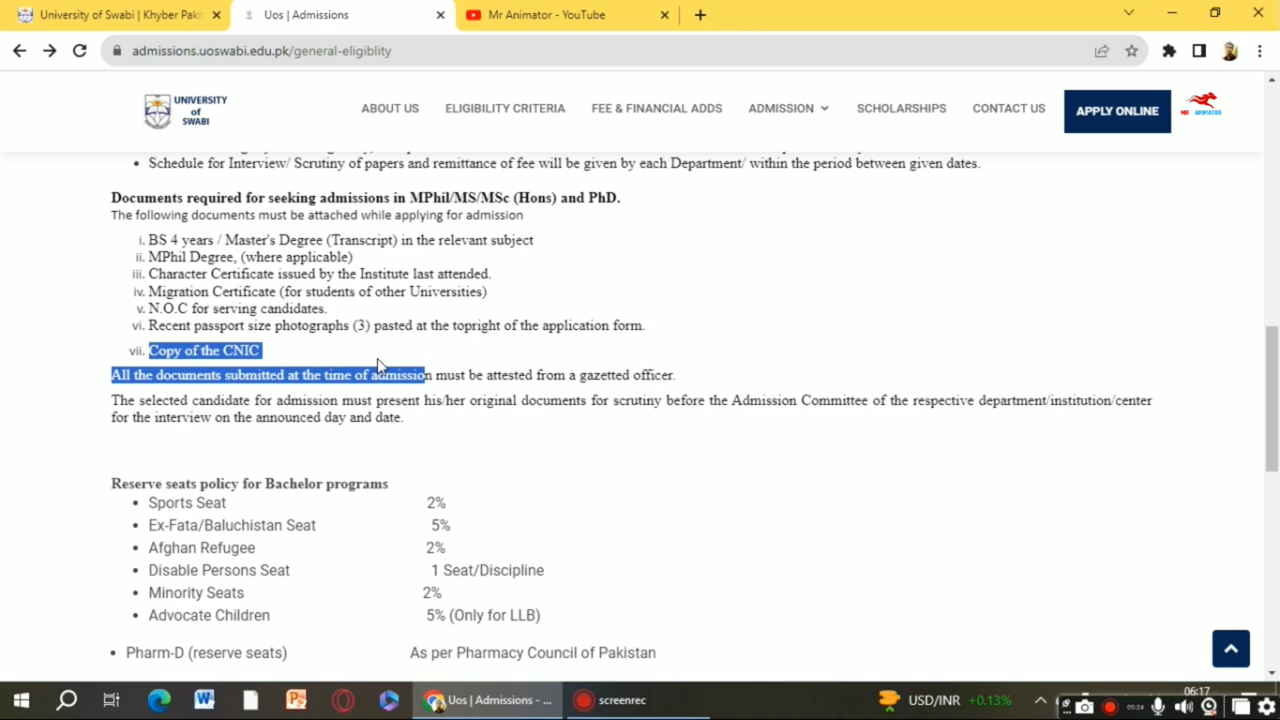 University of Swabi | Khyber Pakh
Uos | Admissions
Mr Animator - YouTube
admissions.uoswabi.edu.pk/general-eligiblity
UNIVERSITY
of
SWABI
ABOUT US
ELIGIBILITY CRITERIA
FEE & FINANCIAL ADDS
ADMISSION
SCHOLARSHIPS
CONTACT US
APPLY ONLINE
MR ANIMATOR
• Schedule for Interview/ Scrutiny of papers and remittance of fee will be given by each Department/ within the period between given dates.
Documents required for seeking admissions in MPhil/MS/MSc (Hons) and PhD.
The following documents must be attached while applying for admission
i. BS 4 years / Master's Degree (Transcript) in the relevant subject
ii. MPhil Degree, (where applicable)
iii. Character Certificate issued by the Institute last attended.
iv. Migration Certificate (for students of other Universities)
v. N.O.C for serving candidates.
vi. Recent passport size photographs (3) pasted at the topright of the application form.
vii. Copy of the CNIC
All the documents submitted at the time of admission must be attested from a gazetted officer.
The selected candidate for admission must present his/her original documents for scrutiny before the Admission Committee of the respective department/institution/center
for the interview on the announced day and date.
Reserve seats policy for Bachelor programs
• Sports Seat 2%
• Ex-Fata/Baluchistan Seat 5%
• Afghan Refugee 2%
• Disable Persons Seat 1 Seat/Discipline
• Minority Seats 2%
• Advocate Children 5% (Only for LLB)
• Pharm-D (reserve seats) As per Pharmacy Council of Pakistan
Uos | Admissions - ...
screenrec
USD/INR +0.13%
06:17